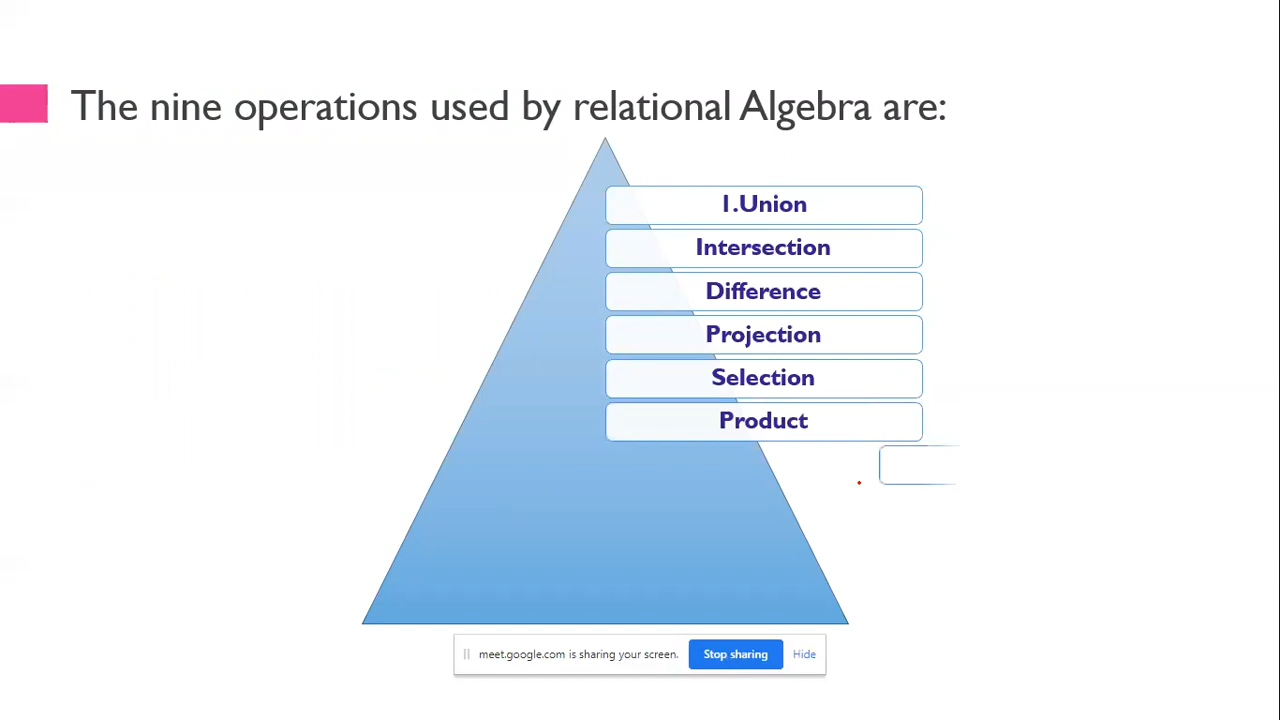 The nine operations used by relational Algebra are:
1.Union
Intersection
Difference
Projection
Selection
Product
meet.google.com is sharing your screen.
Stop sharing
Hide